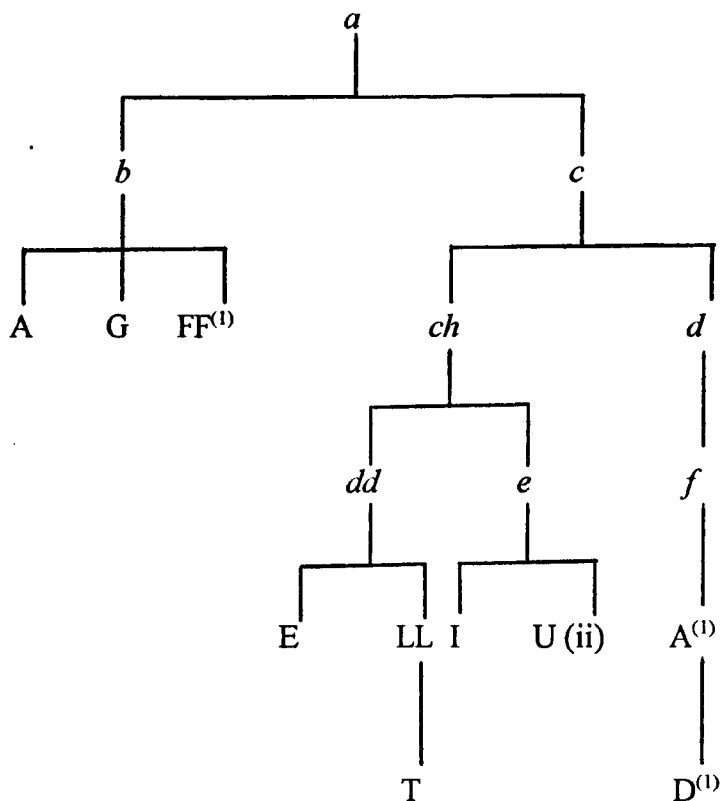 a
b c
A G FF(1) ch d
dd e f
E LL I U (ii) A(1)
T D(1)